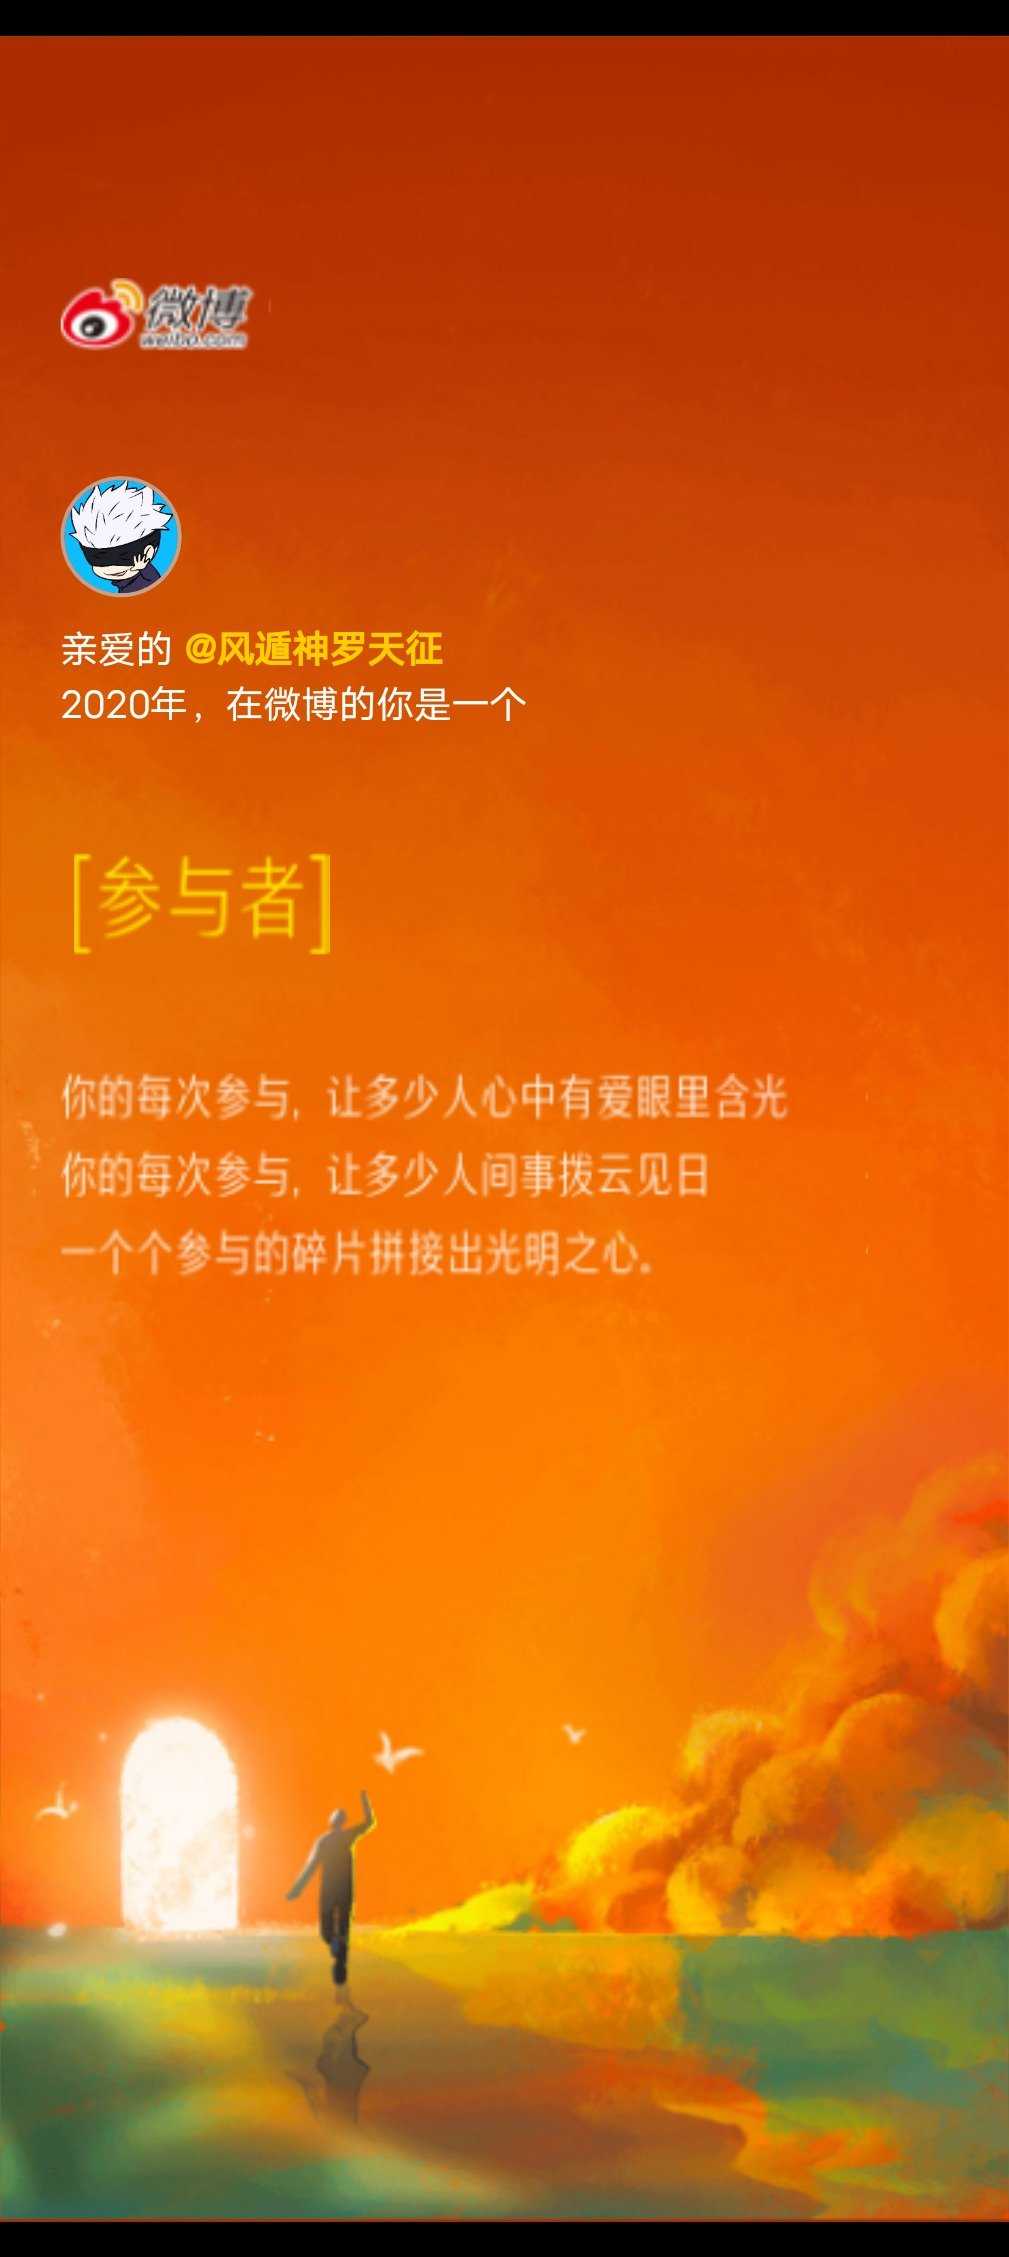 微博
weibo.com
亲爱的 @风遁神罗天征
2020年，在微博的你是一个
[参与者]
你的每次参与，让多少人心中有爱眼里含光
你的每次参与，让多少人间事拨云见日
一个个参与的碎片拼接出光明之心。